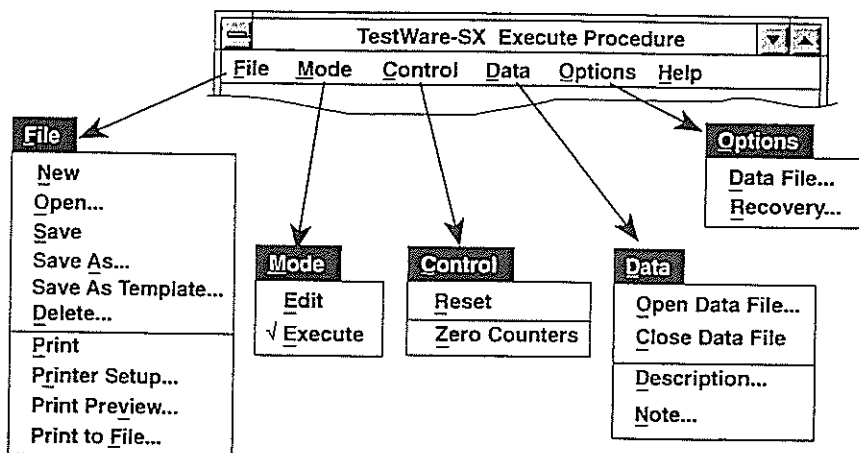 TestWare-SX Execute Procedure
File Mode Control Data Options Help
File
New
Open...
Save
Save As...
Save As Template...
Delete...
Print
Printer Setup...
Print Preview...
Print to File...
Mode
Edit
√ Execute
Control
Reset
Zero Counters
Data
Open Data File...
Close Data File
Description...
Note...
Options
Data File...
Recovery...